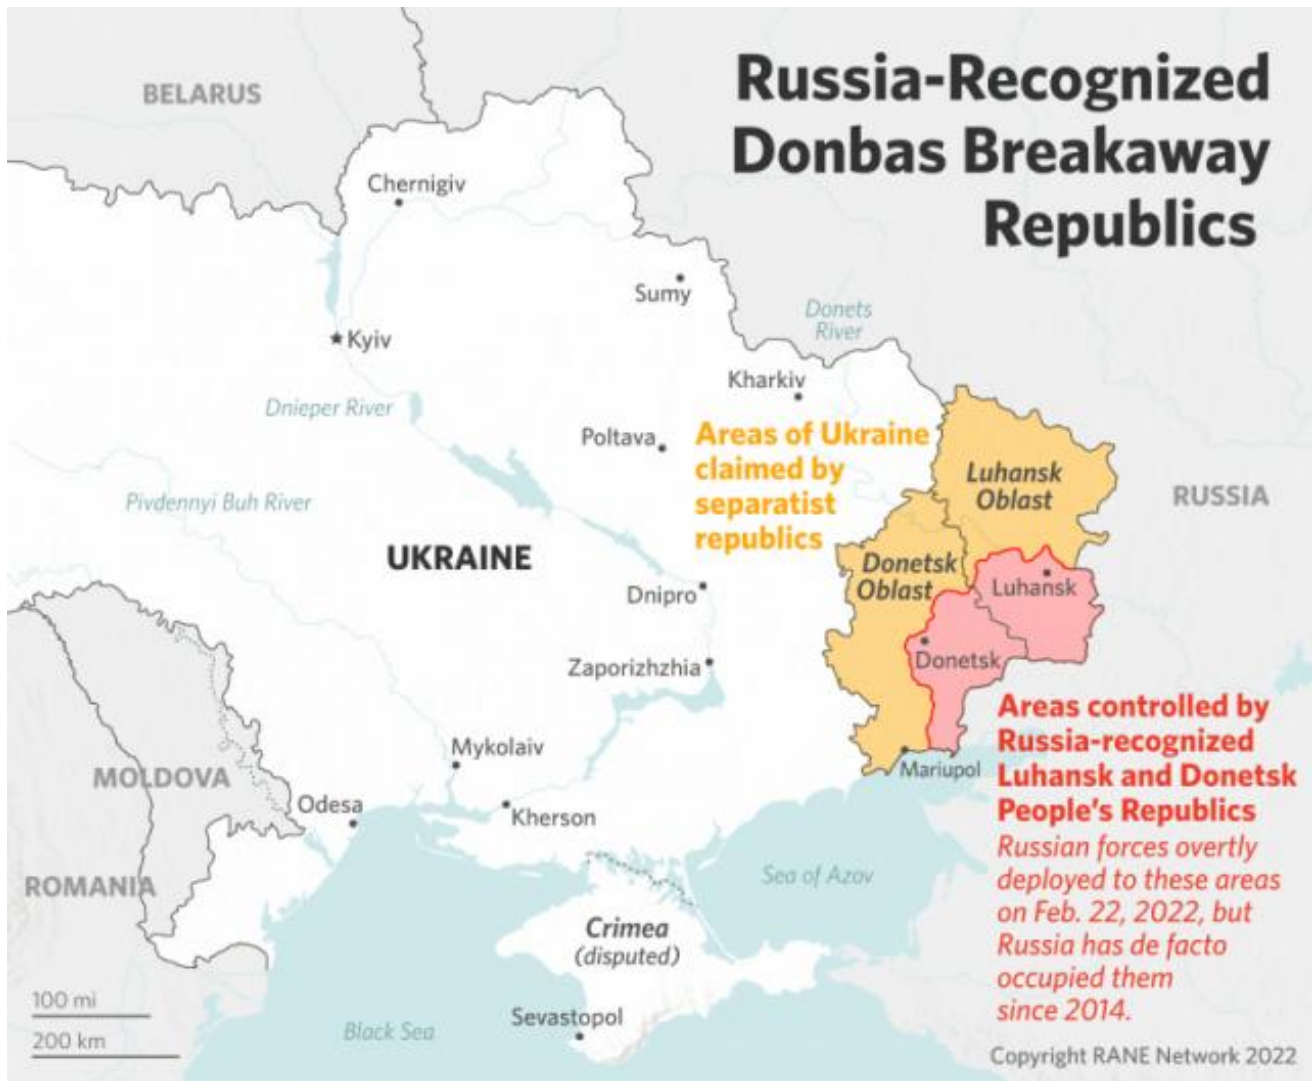 Russia-Recognized
Donbas Breakaway
Republics
BELARUS
Chernigiv
Sumy
Donets
River
Kyiv
Kharkiv
Dnieper River
Poltava
Areas of Ukraine
claimed by
separatist
republics
Luhansk
Oblast
RUSSIA
Pivdennyi Buh River
UKRAINE
Donetsk
Oblast
Luhansk
Dnipro
Donetsk
Zaporizhzhia
Areas controlled by
Russia-recognized
Luhansk and Donetsk
People's Republics
Russian forces overtly
deployed to these areas
on Feb. 22, 2022, but
Russia has de facto
occupied them
since 2014.
Mykolaiv
Mariupol
MOLDOVA
Odesa
Kherson
ROMANIA
Sea of Azov
Crimea
(disputed)
100 mi
200 km
Sevastopol
Black Sea
Copyright RANE Network 2022